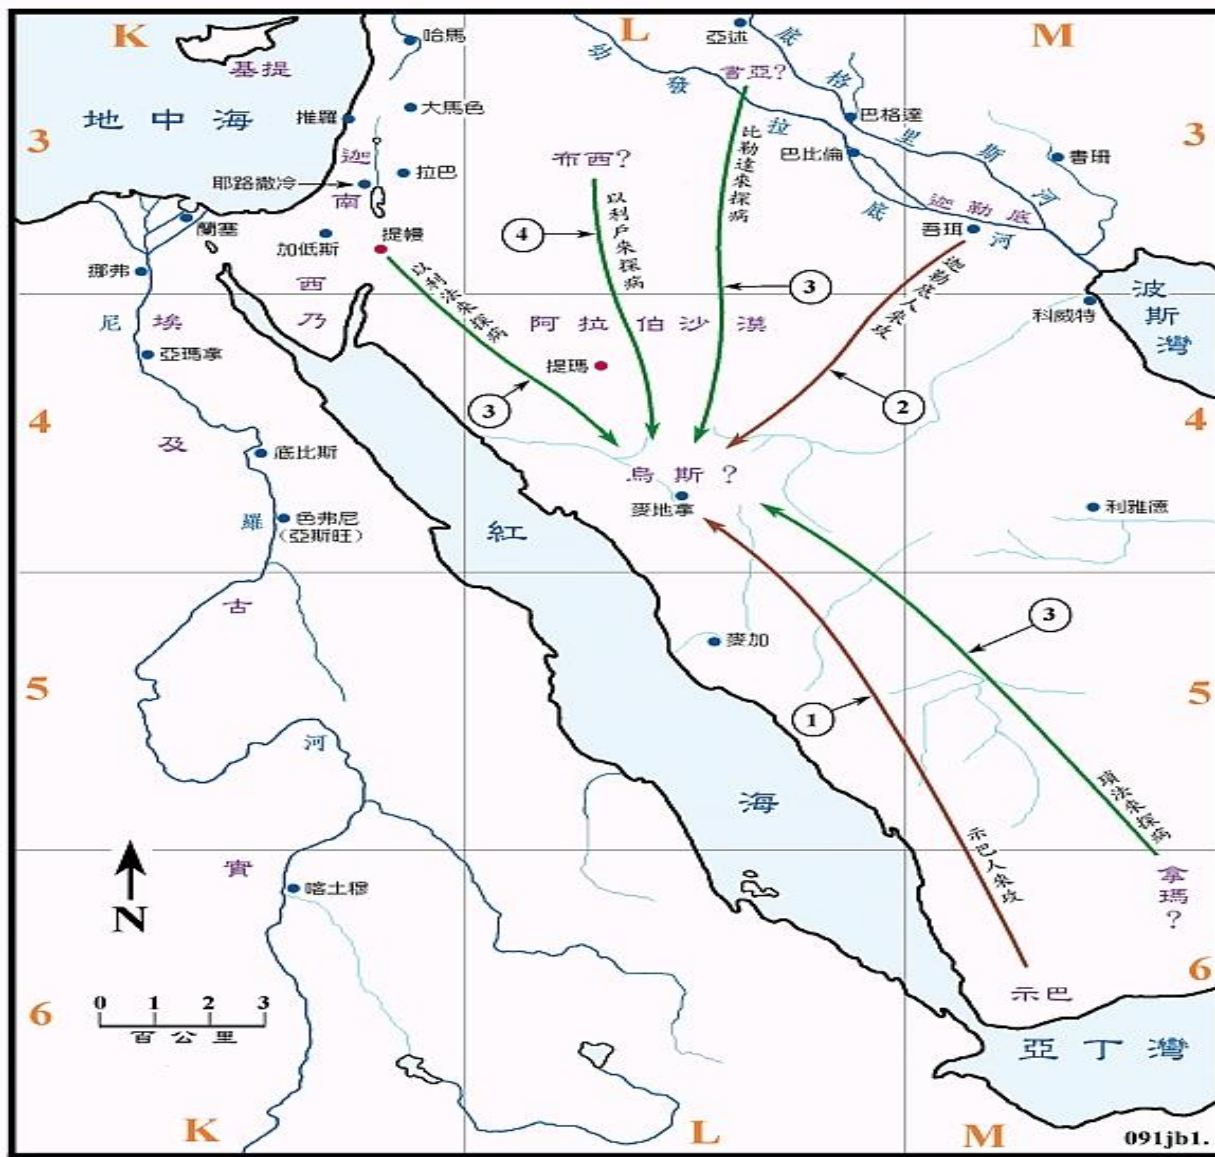 K
L
M
哈馬
亞述
底格里斯河
基提
幼發拉底河
書亞?
地中海
推羅
大馬色
巴格達
3
3
迦南
布西?
巴比倫
書珊
耶路撒冷
拉巴
比勒達來探病
迦勒底
蘭塞
以利戶來探病
4
加低斯
提幔
吾珥
挪弗
西乃
以利法來探病
迦勒底人來攻
3
波斯灣
科威特
尼羅河
埃及
阿拉伯沙漠
亞瑪拿
提瑪
3
2
4
4
底比斯
烏斯?
麥地拿
利雅德
色弗尼
(亞斯旺)
紅海
古實
3
麥加
5
5
1
瑣法來探病
示巴人來攻
喀土穆
拿瑪?
N
示巴
6
6
0 1 2 3
百公里
亞丁灣
K
L
M
091jb1.